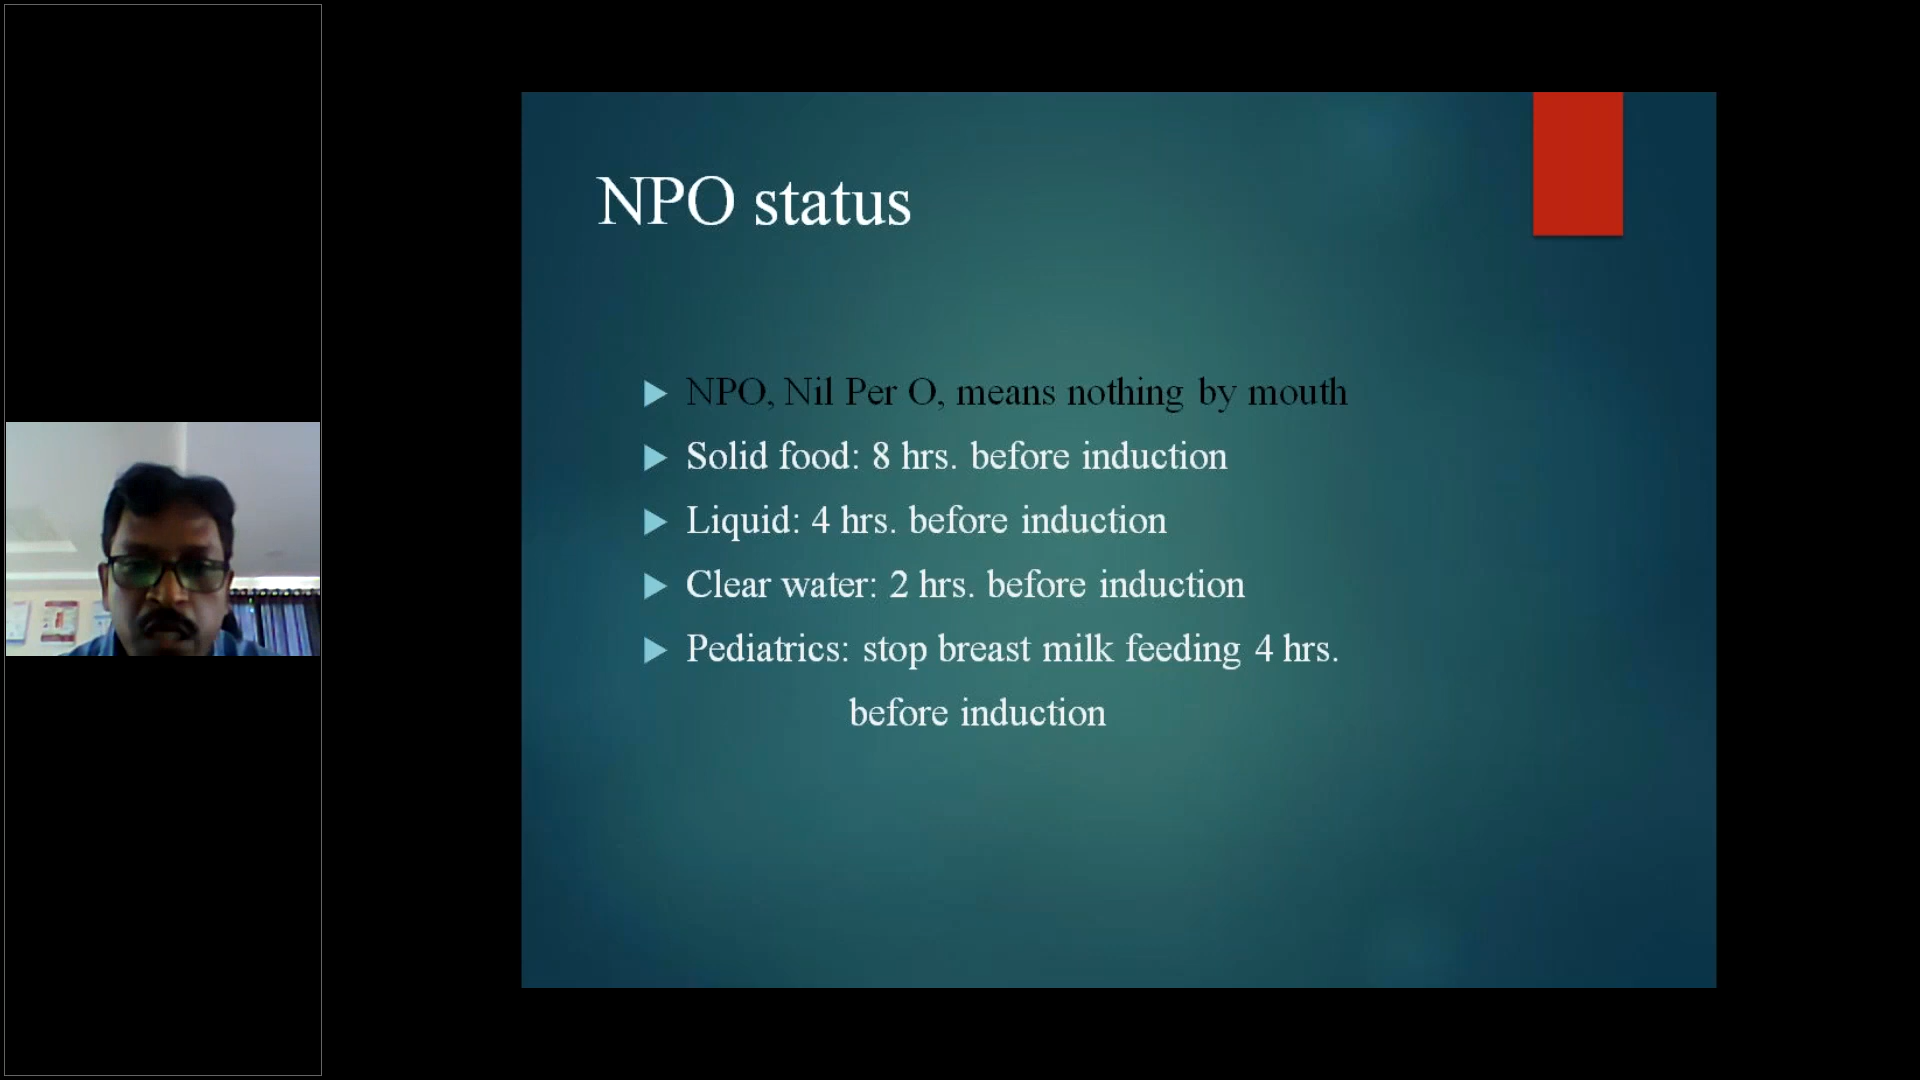 NPO status
NPO, Nil Per O, means nothing by mouth
Solid food: 8 hrs. before induction
Liquid: 4 hrs. before induction
Clear water: 2 hrs. before induction
Pediatrics: stop breast milk feeding 4 hrs.
before induction